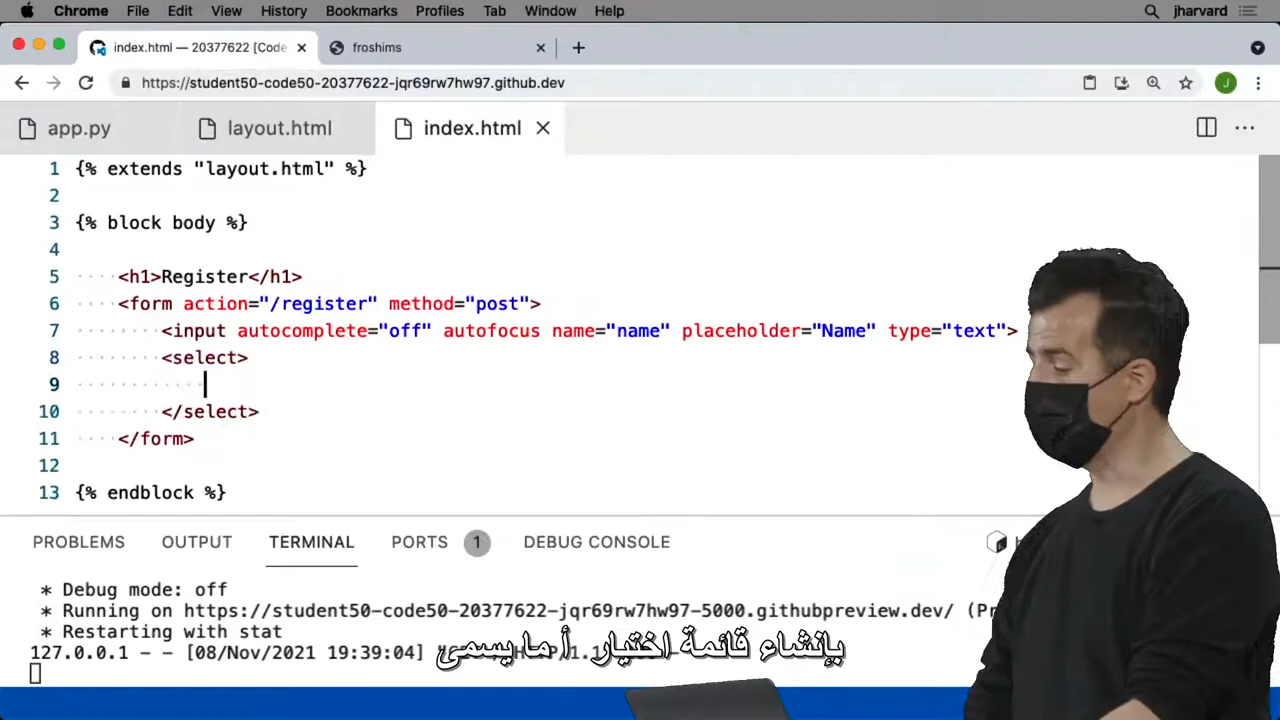 Chrome File Edit View History Bookmarks Profiles Tab Window Help jharvard
index.html — 20377622 [Code froshims
https://student50-code50-20377622-jqr69rw7hw97.github.dev J
app.py layout.html index.html
1 {% extends "layout.html" %}
2
3 {% block body %}
4
5 <h1>Register</h1>
6 <form action="/register" method="post">
7 <input autocomplete="off" autofocus name="name" placeholder="Name" type="text">
8 <select>
9
10 </select>
11 </form>
12
13 {% endblock %}
PROBLEMS OUTPUT TERMINAL PORTS 1 DEBUG CONSOLE
* Debug mode: off
* Running on https://student50-code50-20377622-jqr69rw7hw97-5000.githubpreview.dev/ (Pr
* Restarting with stat
127.0.0.1 - - [08/Nov/2021 19:39:04]
بإنشاء قائمة اختيار أ ما يسمى